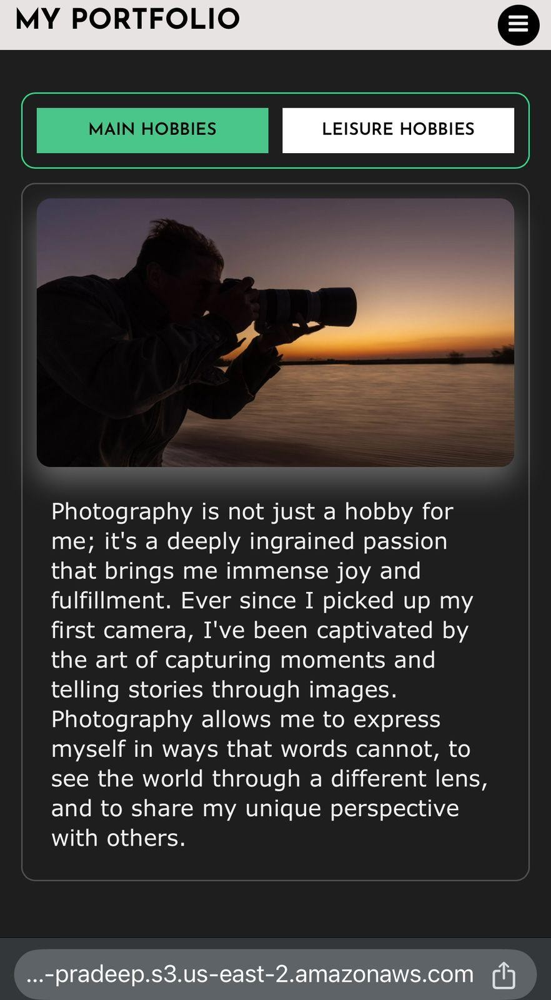 MY PORTFOLIO
MAIN HOBBIES
LEISURE HOBBIES
Photography is not just a hobby for
me; it's a deeply ingrained passion
that brings me immense joy and
fulfillment. Ever since I picked up my
first camera, I've been captivated by
the art of capturing moments and
telling stories through images.
Photography allows me to express
myself in ways that words cannot, to
see the world through a different lens,
and to share my unique perspective
with others.
...-pradeep.s3.us-east-2.amazonaws.com